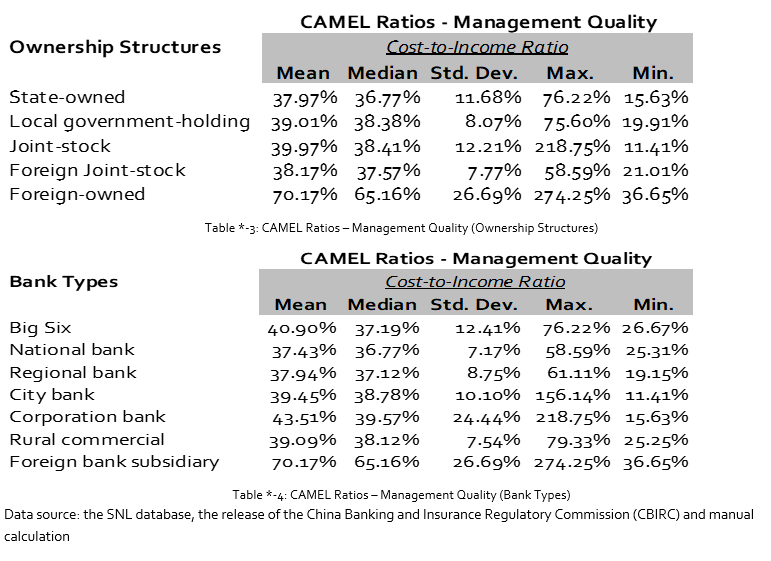 CAMEL Ratios - Management Quality
Ownership Structures Cost-to-Income Ratio
Mean Median Std. Dev. Max. Min.
State-owned 37.97% 36.77% 11.68% 76.22% 15.63%
Local government-holding 39.01% 38.38% 8.07% 75.60% 19.91%
Joint-stock 39.97% 38.41% 12.21% 218.75% 11.41%
Foreign Joint-stock 38.17% 37.57% 7.77% 58.59% 21.01%
Foreign-owned 70.17% 65.16% 26.69% 274.25% 36.65%
Table *-3: CAMEL Ratios – Management Quality (Ownership Structures)
CAMEL Ratios - Management Quality
Bank Types Cost-to-Income Ratio
Mean Median Std. Dev. Max. Min.
Big Six 40.90% 37.19% 12.41% 76.22% 26.67%
National bank 37.43% 36.77% 7.17% 58.59% 25.31%
Regional bank 37.94% 37.12% 8.75% 61.11% 19.15%
City bank 39.45% 38.78% 10.10% 156.14% 11.41%
Corporation bank 43.51% 39.57% 24.44% 218.75% 15.63%
Rural commercial 39.09% 38.12% 7.54% 79.33% 25.25%
Foreign bank subsidiary 70.17% 65.16% 26.69% 274.25% 36.65%
Table *-4: CAMEL Ratios – Management Quality (Bank Types)
Data source: the SNL database, the release of the China Banking and Insurance Regulatory Commission (CBIRC) and manual
calculation